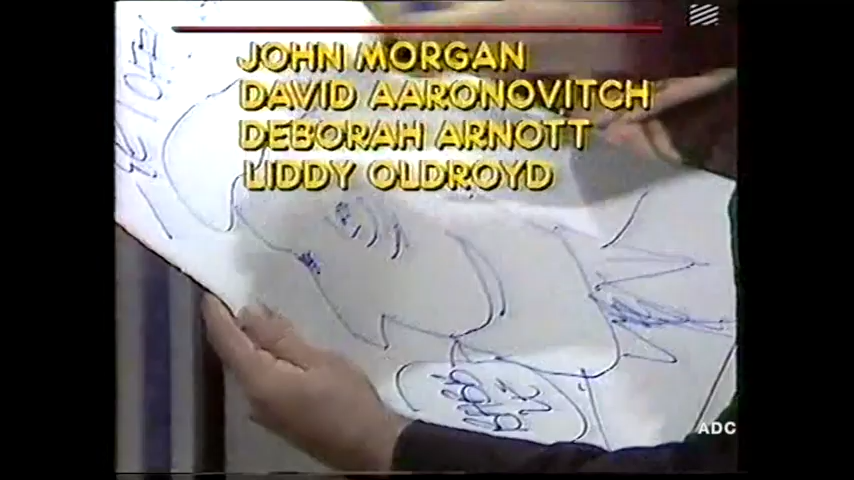 JOHN MORGAN
DAVID AARONOVITCH
DEBORAH ARNOTT
LIDDY OLDROYD
ADC